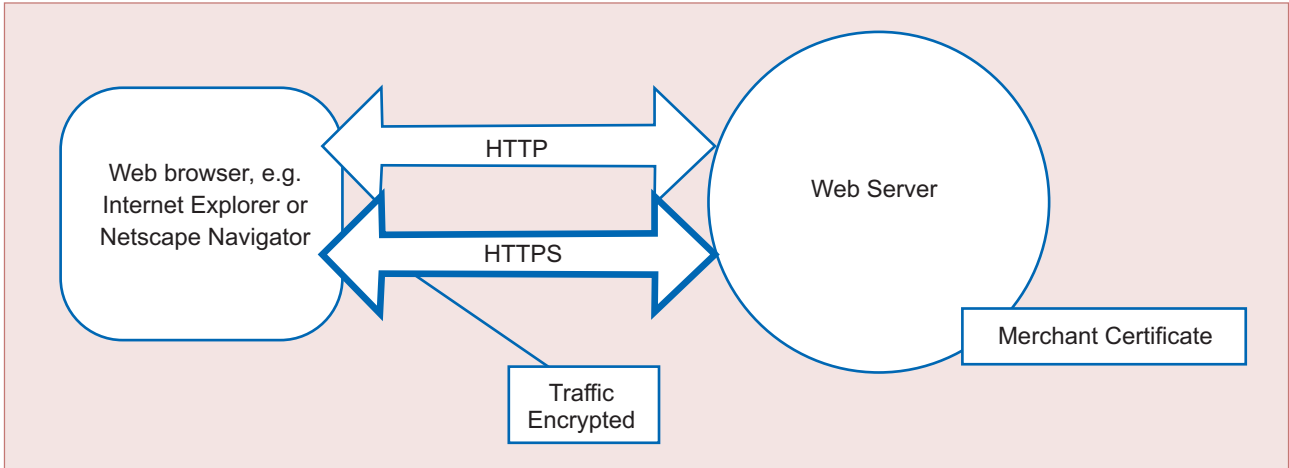 Web browser, e.g.
Internet Explorer or
Netscape Navigator
HTTP
HTTPS
Web Server
Merchant Certificate
Traffic
Encrypted